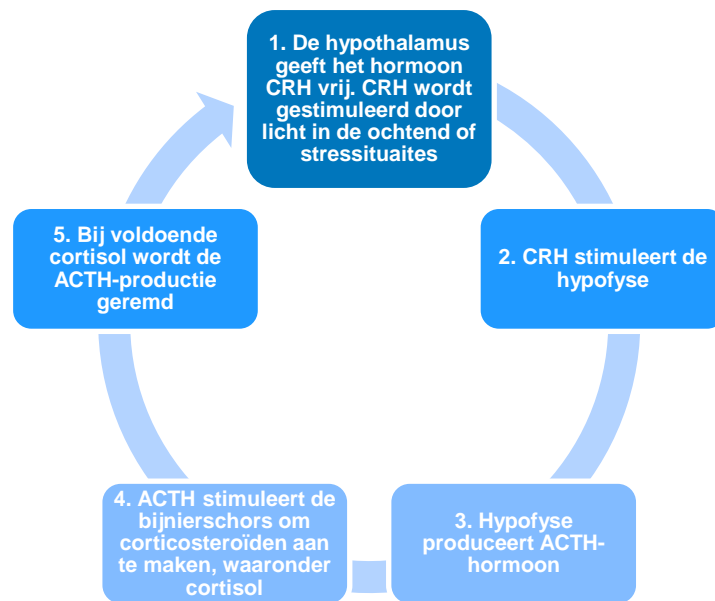 1. De hypothalamus
geeft het hormoon
CRH vrij. CRH wordt
gestimuleerd door
licht in de ochtend of
stressituaites
2. CRH stimuleert de
hypofyse
3. Hypofyse
produceert ACTH-
hormoon
4. ACTH stimuleert de
bijnierschors om
corticosteroïden aan
te maken, waaronder
cortisol
5. Bij voldoende
cortisol wordt de
ACTH-productie
geremd